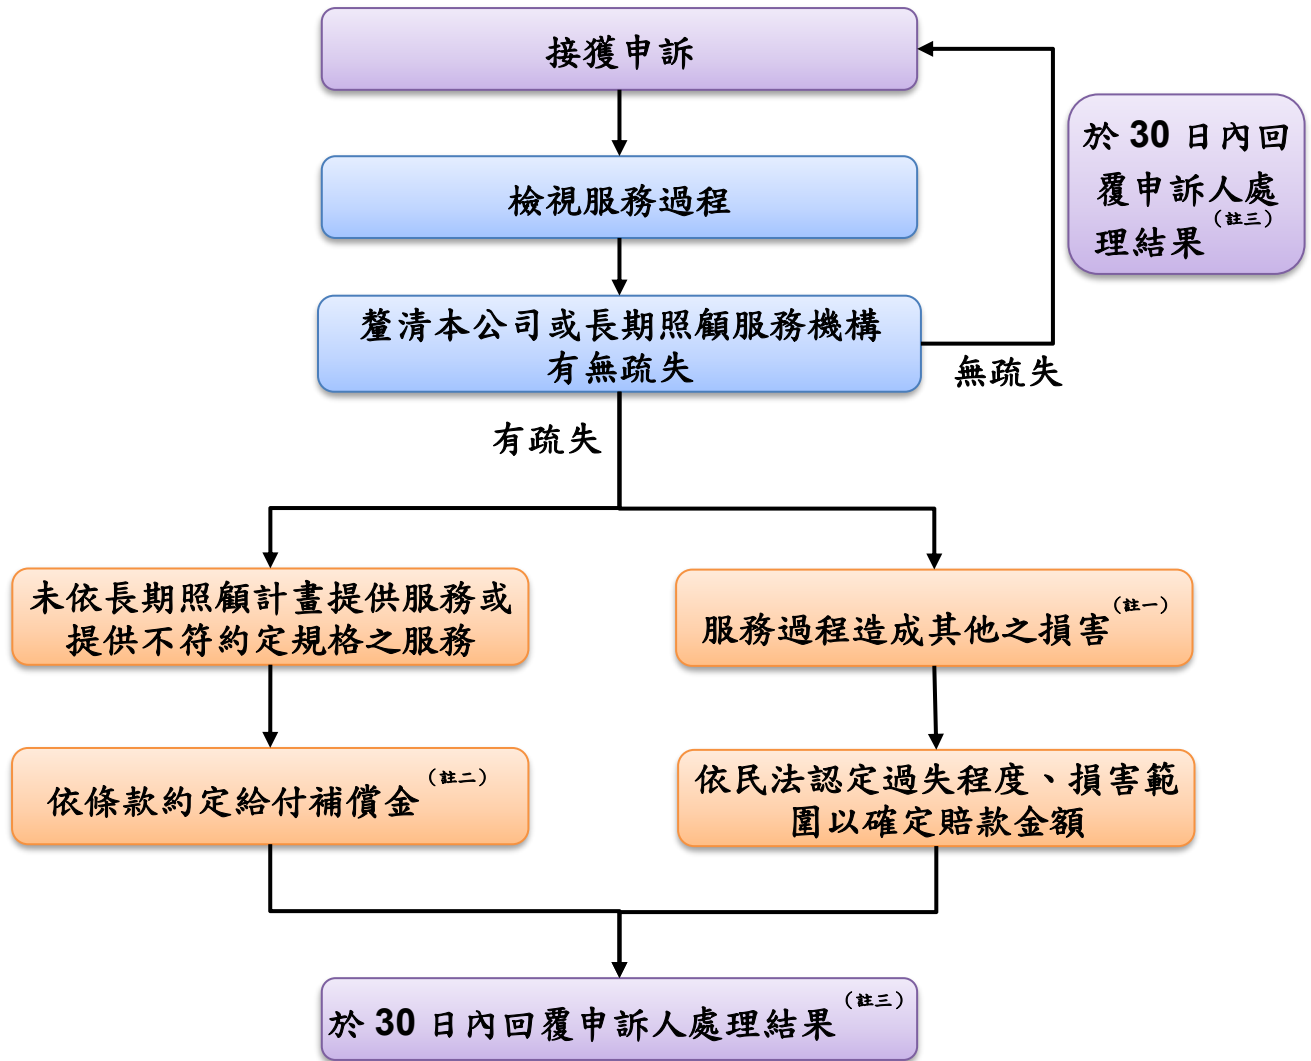 接獲申訴
檢視服務過程
於 30 日內回
覆申訴人處
理結果（註三）
釐清本公司或長期照顧服務機構
有無疏失
無疏失
有疏失
未依長期照顧計畫提供服務或
提供不符約定規格之服務
服務過程造成其他之損害（註一）
依條款約定給付補償金（註二）
依民法認定過失程度、損害範
圍以確定賠款金額
於 30 日內回覆申訴人處理結果（註三）